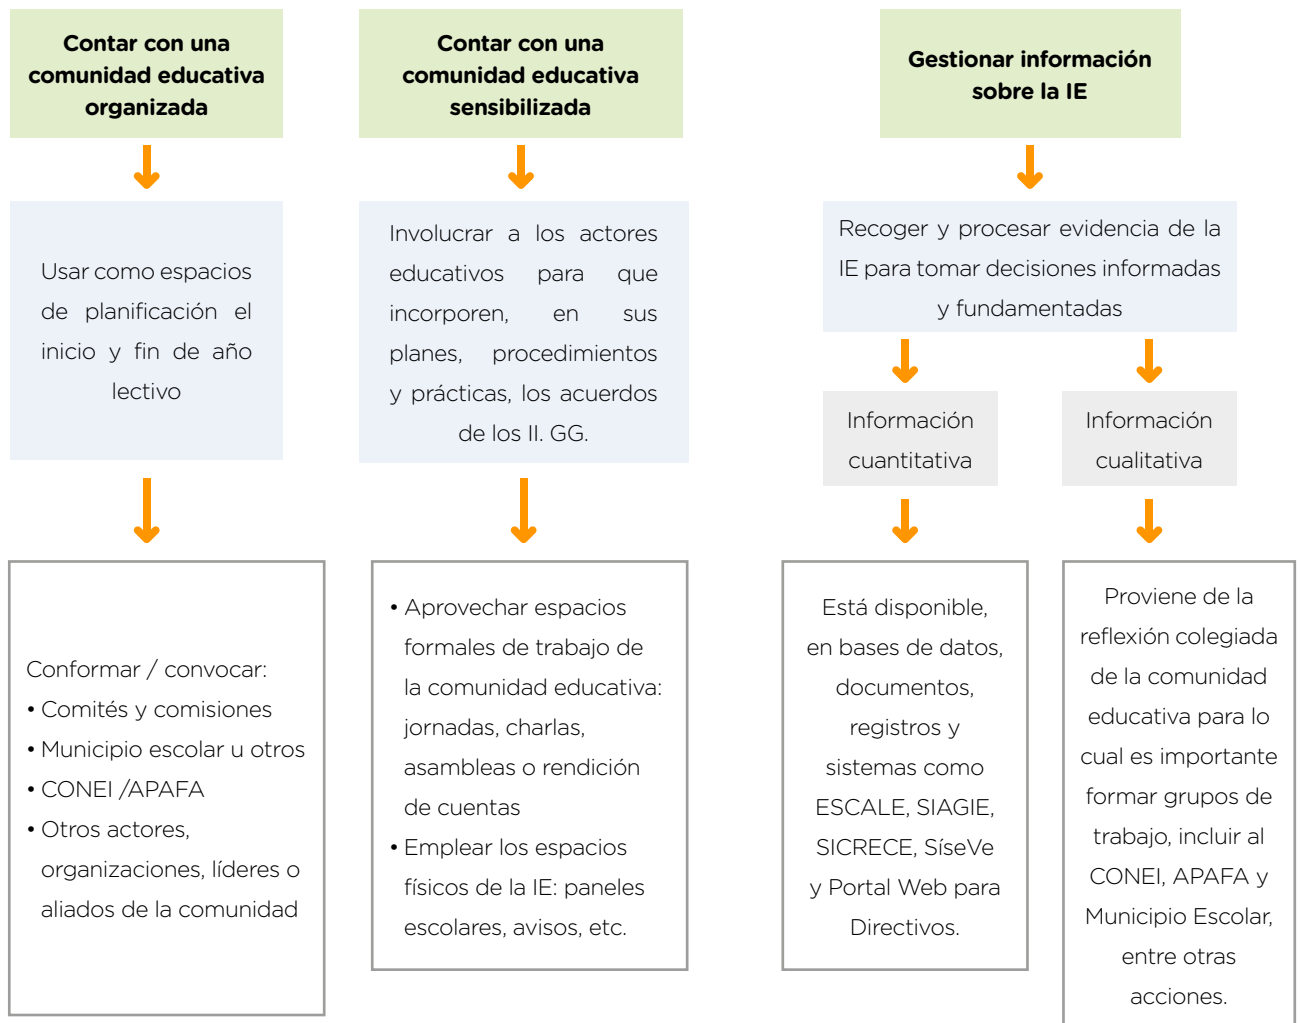 Contar con una
comunidad educativa
organizada
Usar como espacios
de planificación el
inicio y fin de año
lectivo
Conformar / convocar:
• Comités y comisiones
• Municipio escolar u otros
• CONEI /APAFA
• Otros actores,
organizaciones, líderes o
aliados de la comunidad
Contar con una
comunidad educativa
sensibilizada
Involucrar a los actores
educativos para que
incorporen, en sus
planes, procedimientos
y prácticas, los acuerdos
de los II. GG.
• Aprovechar espacios
formales de trabajo de
la comunidad educativa:
jornadas, charlas,
asambleas o rendición
de cuentas
• Emplear los espacios
físicos de la IE: paneles
escolares, avisos, etc.
Gestionar información
sobre la IE
Recoger y procesar evidencia de la
IE para tomar decisiones informadas
y fundamentadas
Información
cuantitativa
Está disponible,
en bases de datos,
documentos,
registros y
sistemas como
ESCALE, SIAGIE,
SICRECE, SíseVe
y Portal Web para
Directivos.
Información
cualitativa
Proviene de la
reflexión colegiada
de la comunidad
educativa para lo
cual es importante
formar grupos de
trabajo, incluir al
CONEI, APAFA y
Municipio Escolar,
entre otras
acciones.